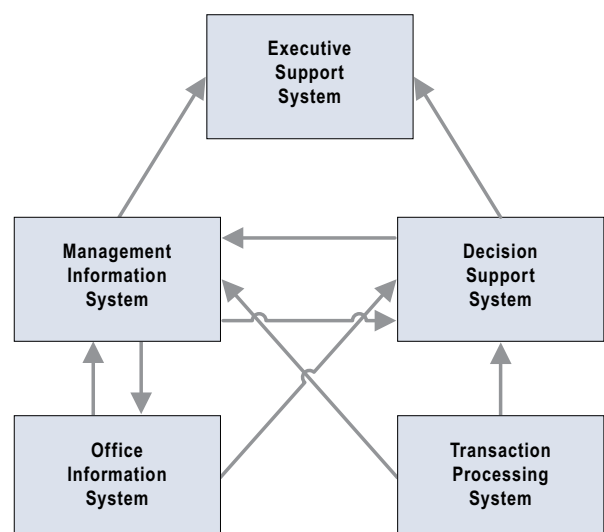 Executive
Support
System
Management
Information
System
Decision
Support
System
Office
Information
System
Transaction
Processing
System